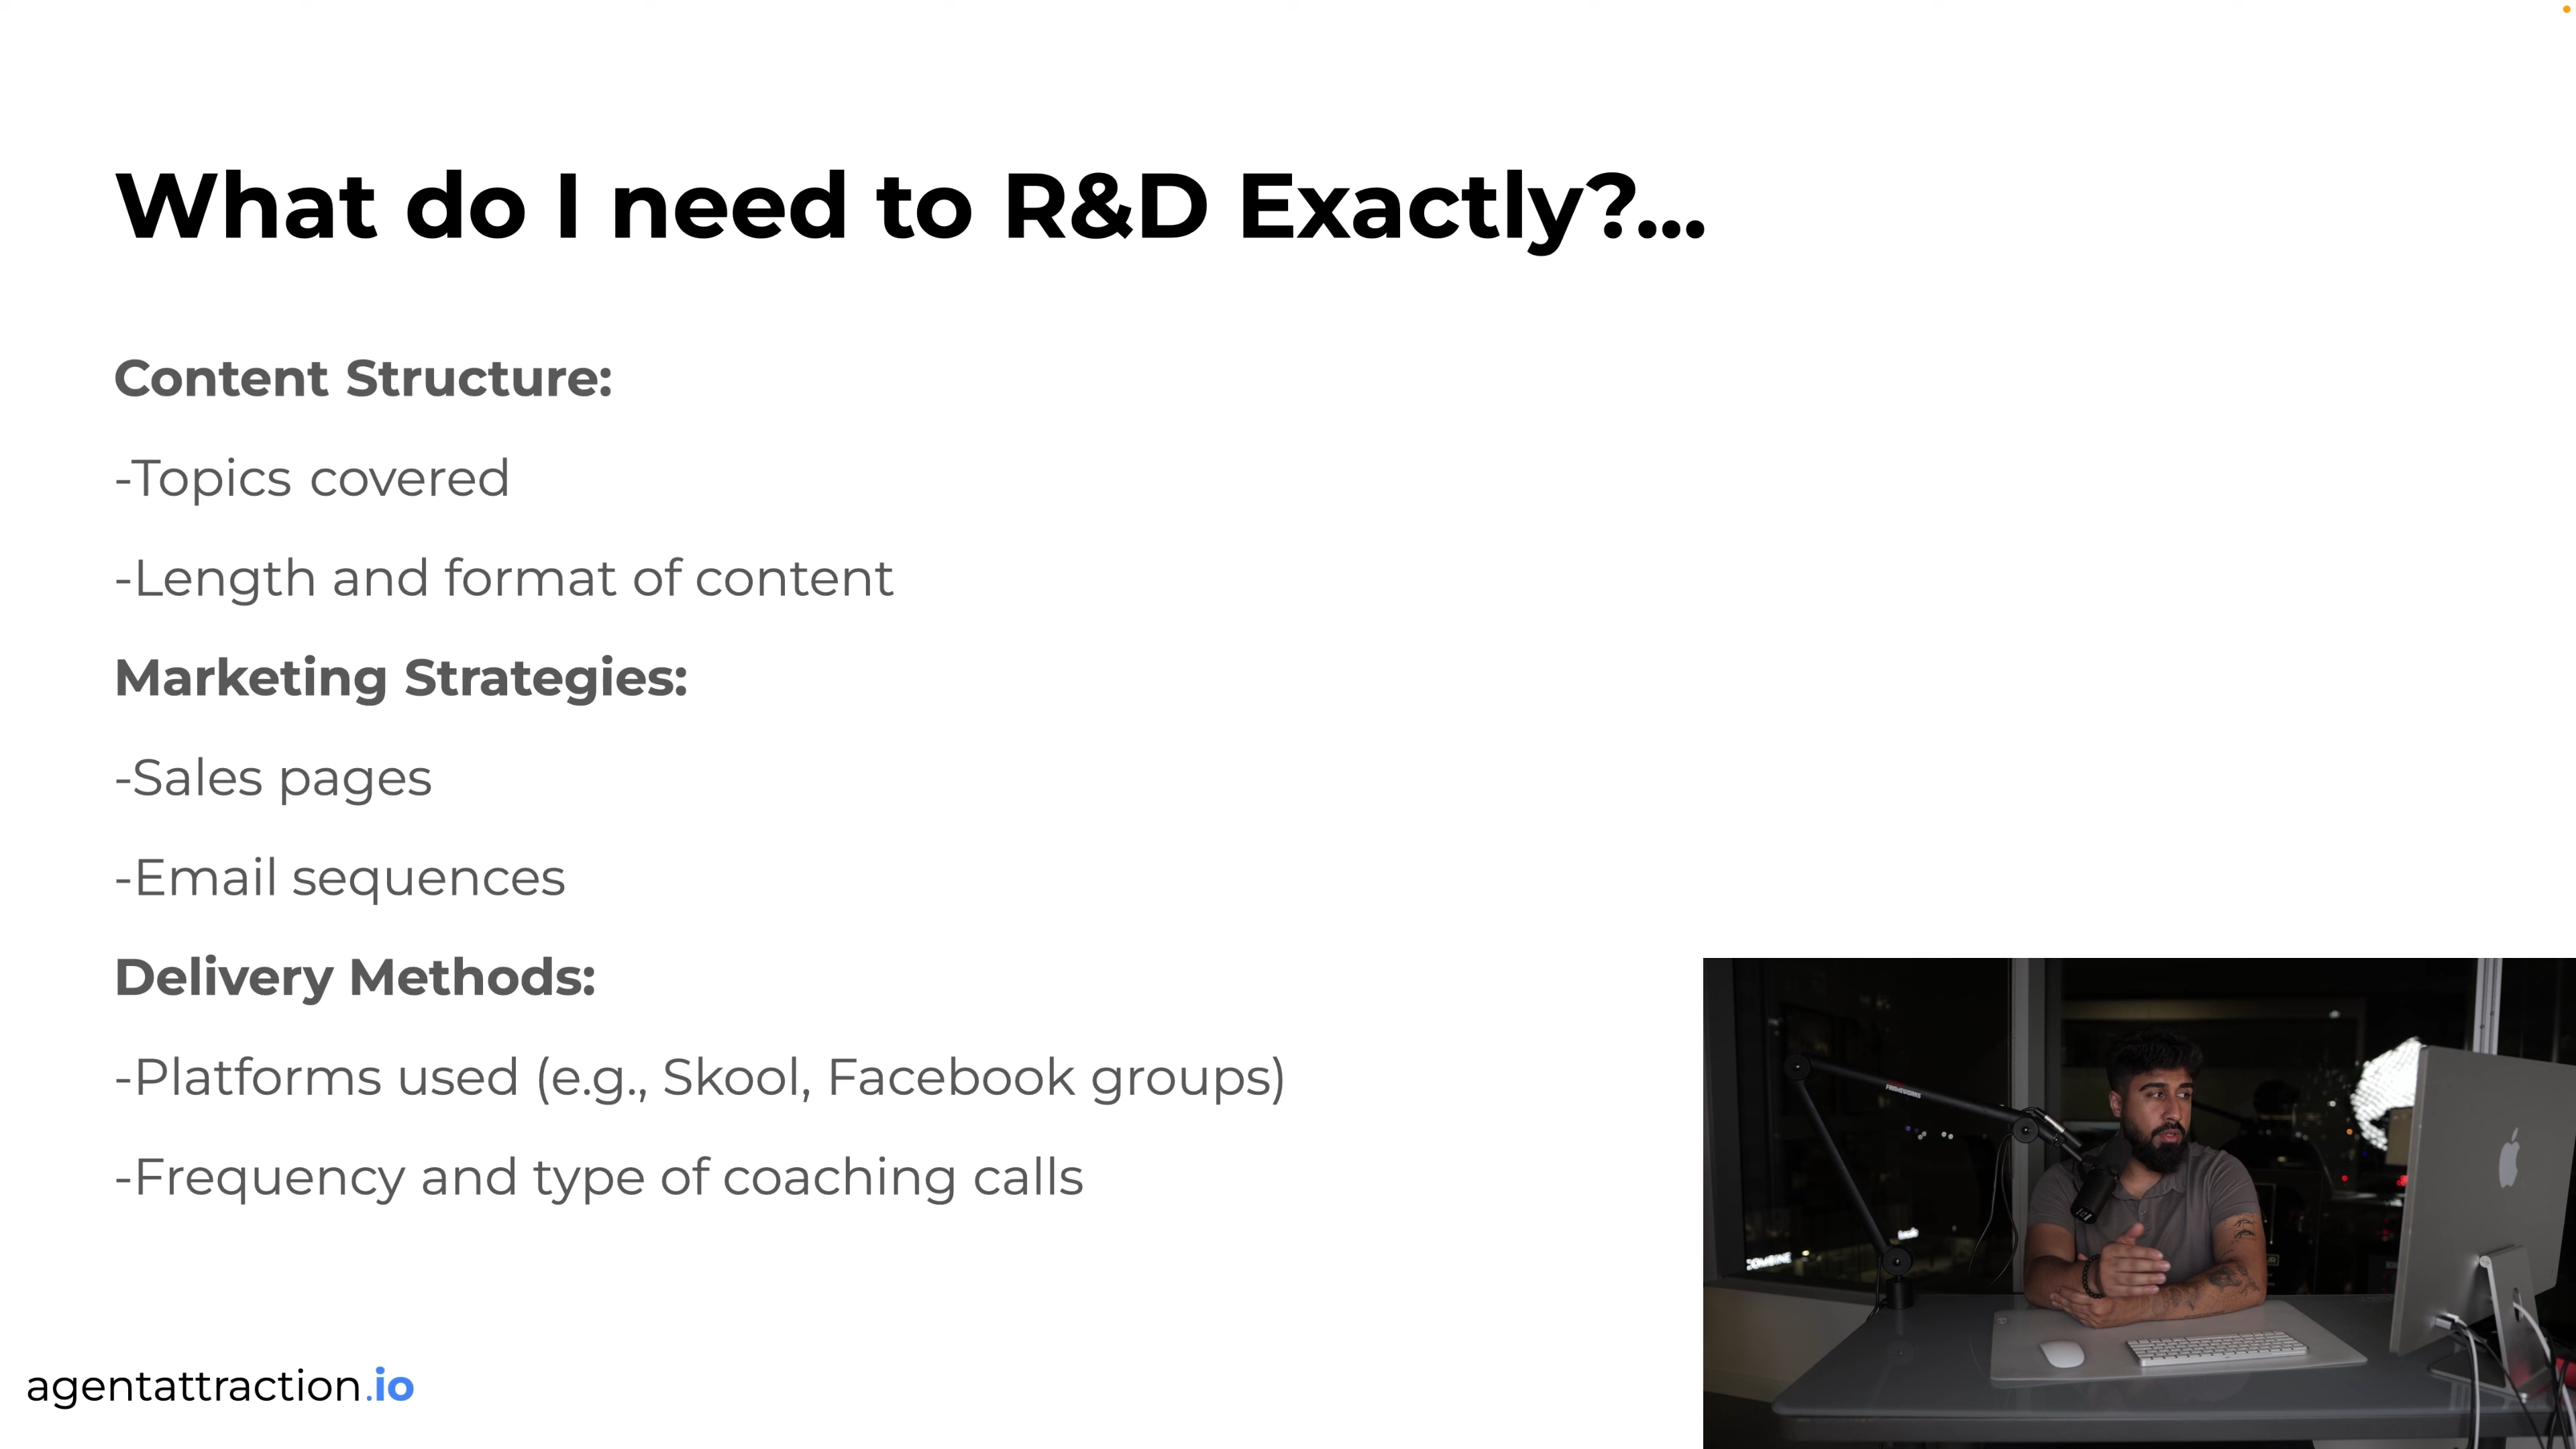 What do I need to R&D Exactly?...
Content Structure:
-Topics covered
-Length and format of content
Marketing Strategies:
-Sales pages
-Email sequences
Delivery Methods:
-Platforms used (e.g., Skool, Facebook groups)
-Frequency and type of coaching calls
agentattraction.io